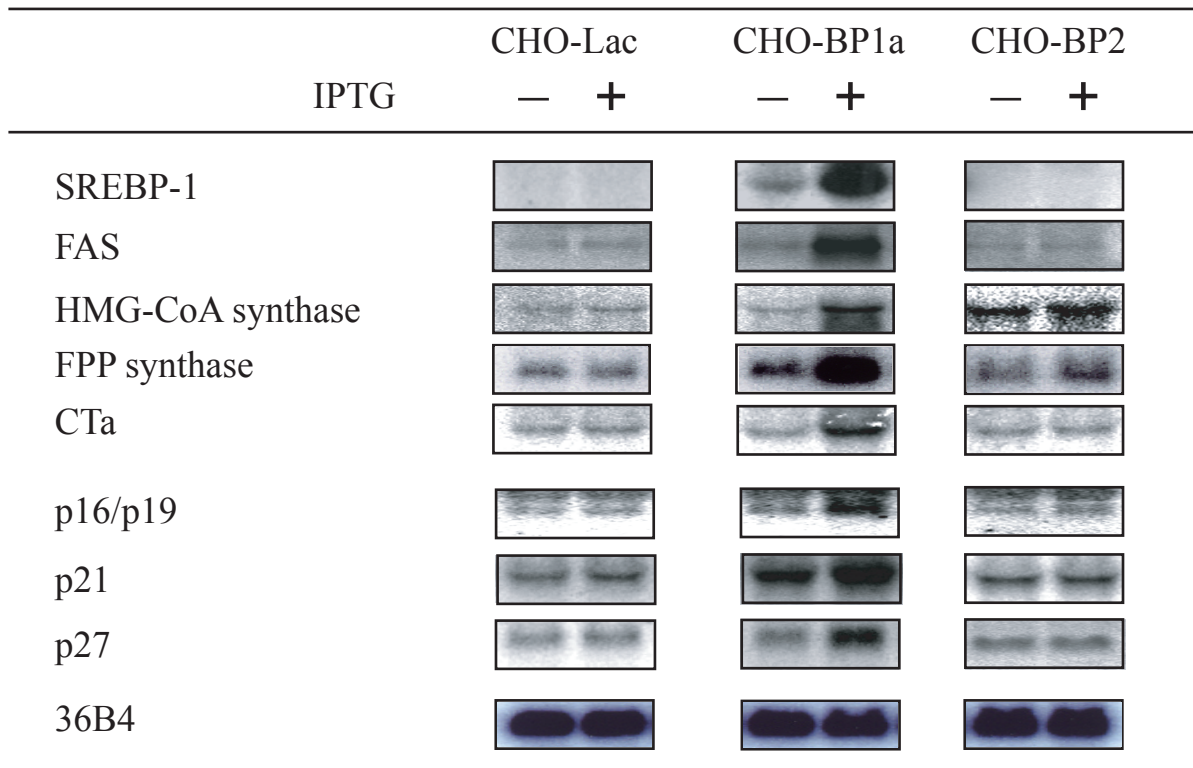 CHO-Lac CHO-BP1a CHO-BP2
IPTG – + – + – +
SREBP-1
FAS
HMG-CoA synthase
FPP synthase
CTa
p16/p19
p21
p27
36B4